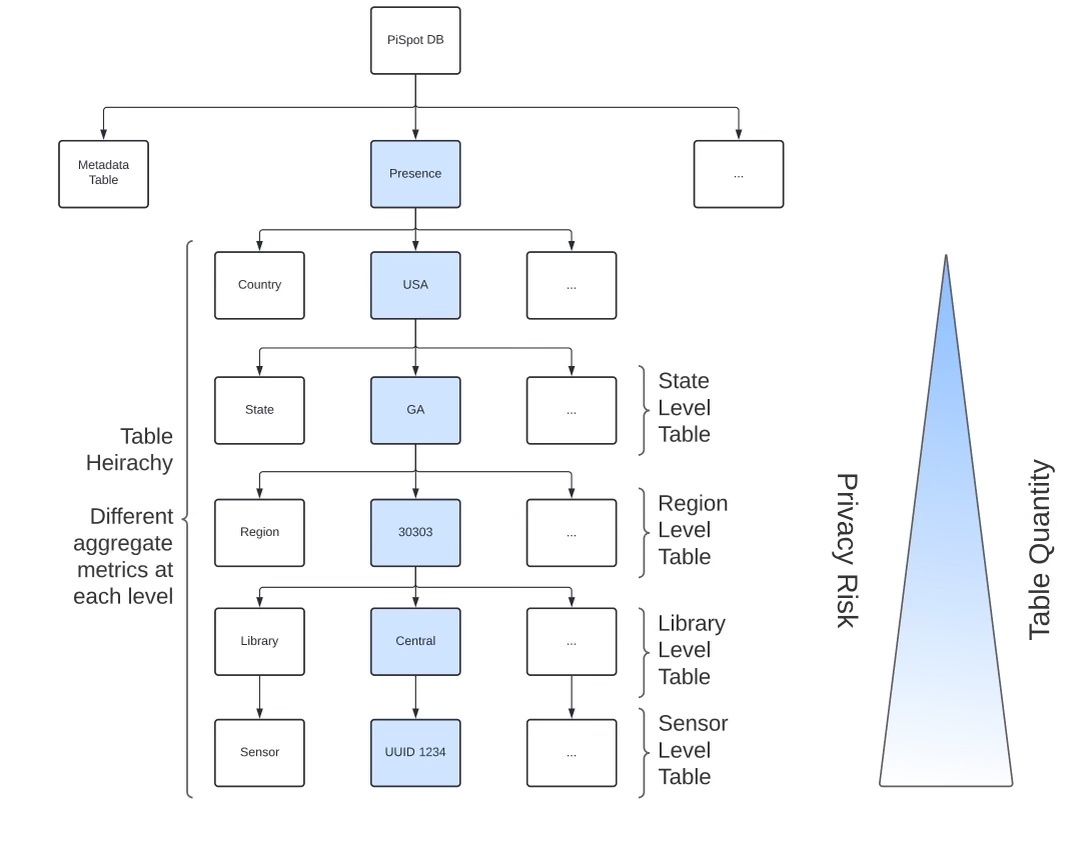 PiSpot DB
Metadata
Table
Presence
...
Country
USA
...
State
GA
...
State
Level
Table
Table
Heirachy
Different
aggregate
metrics at
each level
Region
30303
...
Region
Level
Table
Library
Central
...
Library
Level
Table
Sensor
UUID 1234
...
Sensor
Level
Table
Privacy Risk
Table Quantity